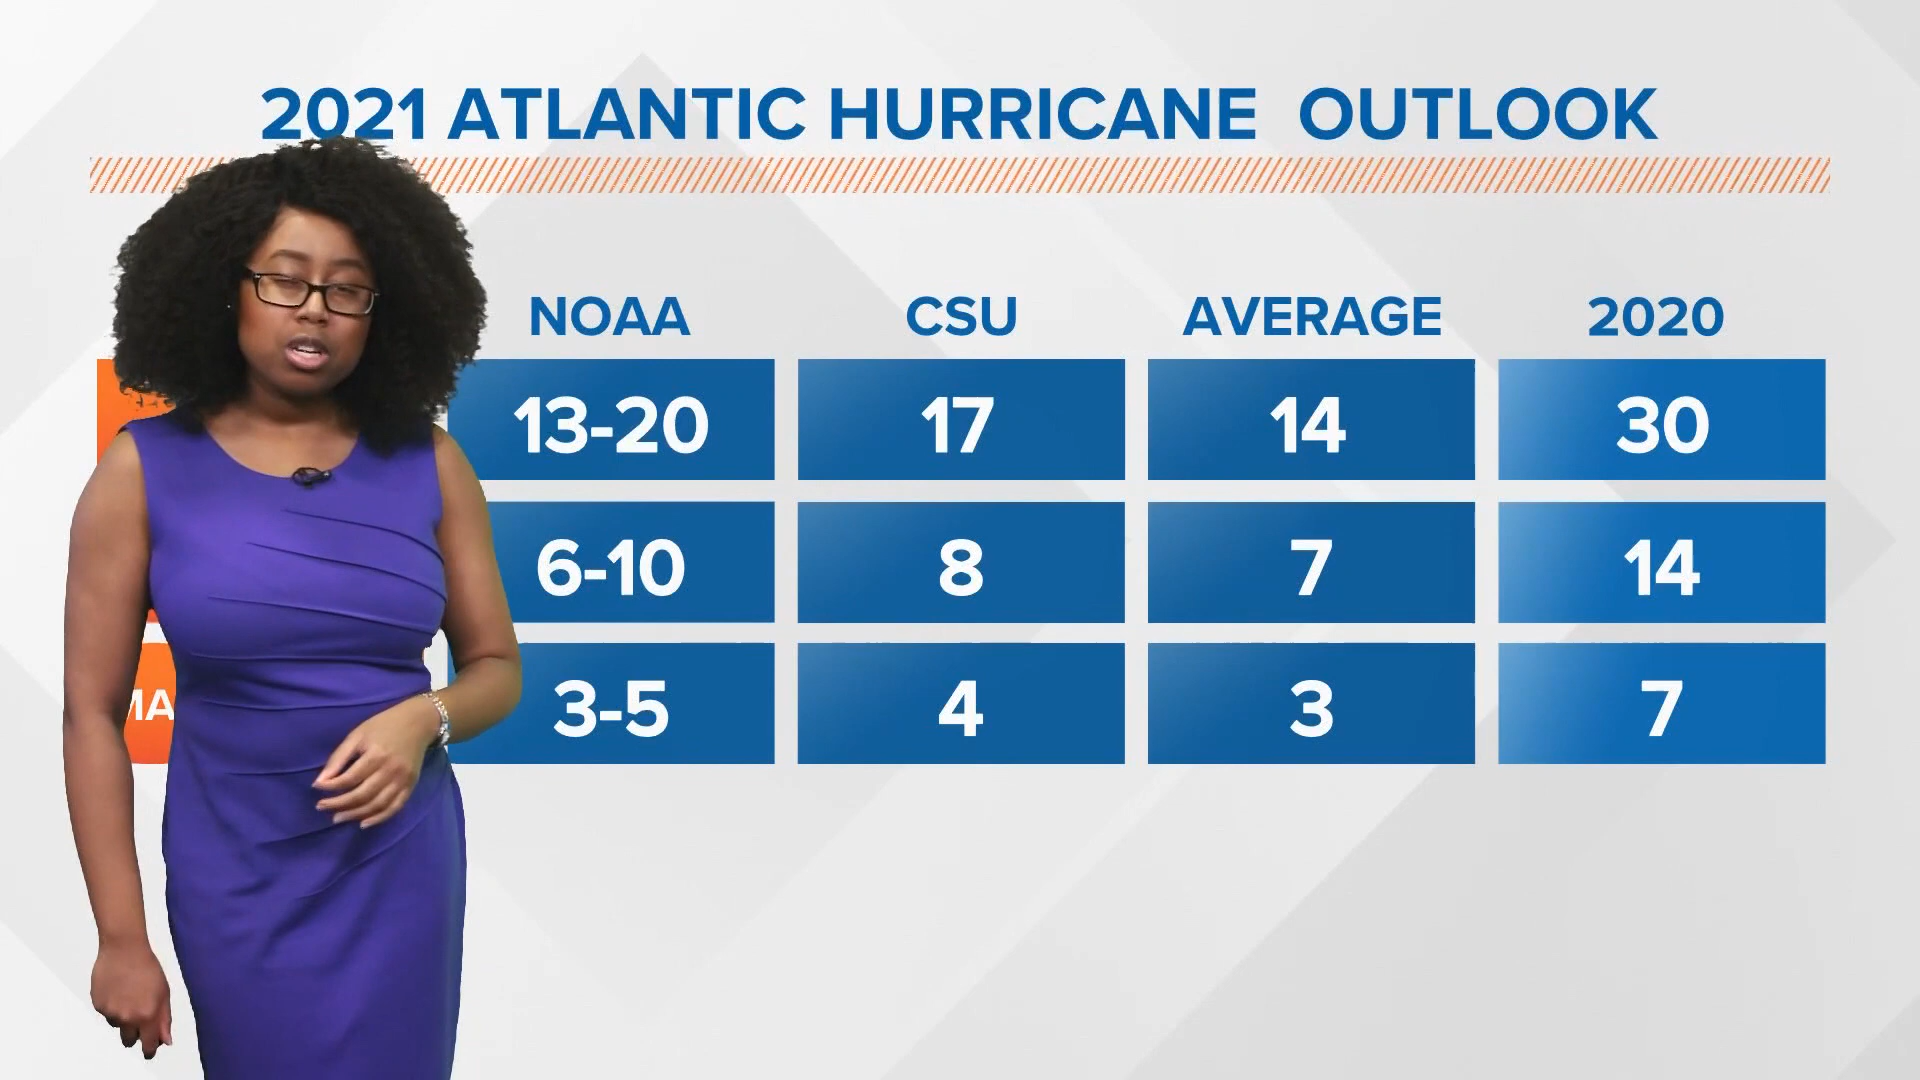 2021 ATLANTIC HURRICANE OUTLOOK
NOAA CSU AVERAGE 2020
13-20 17 14 30
6-10 8 7 14
3-5 4 3 7